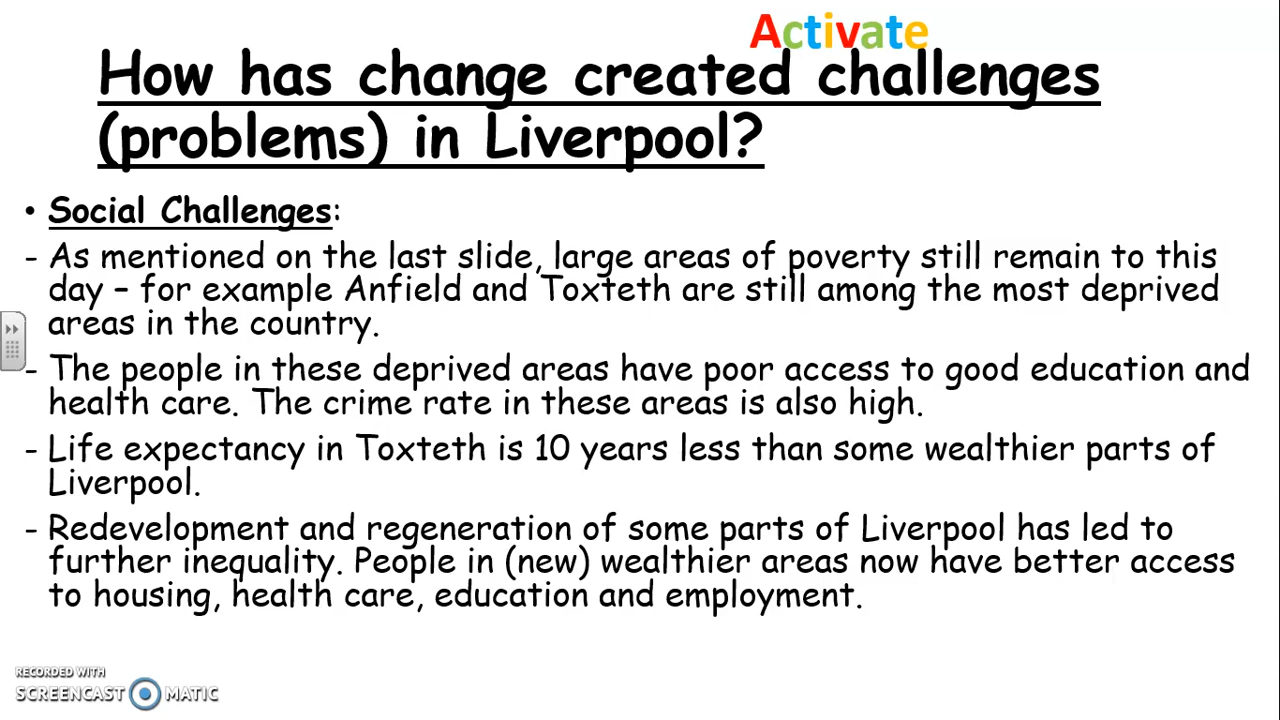 Activate
How has change created challenges
(problems) in Liverpool?
• Social Challenges:
- As mentioned on the last slide, large areas of poverty still remain to this
day – for example Anfield and Toxteth are still among the most deprived
areas in the country.
- The people in these deprived areas have poor access to good education and
health care. The crime rate in these areas is also high.
- Life expectancy in Toxteth is 10 years less than some wealthier parts of
Liverpool.
- Redevelopment and regeneration of some parts of Liverpool has led to
further inequality. People in (new) wealthier areas now have better access
to housing, health care, education and employment.
RECORDED WITH
SCREENCAST MATIC